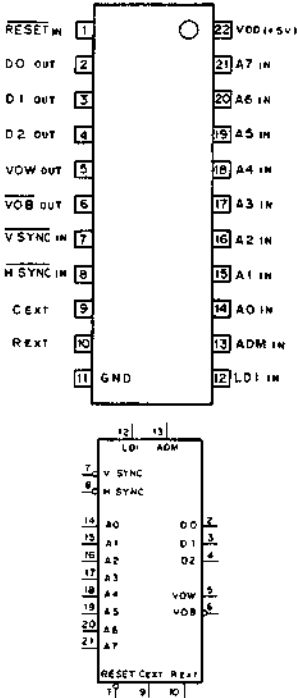 RESET IN 1 22 VDD (+5V)
D0 OUT 2 21 A7 IN
D1 OUT 3 20 A6 IN
D2 OUT 4 19 A5 IN
VOW OUT 5 18 A4 IN
VOB OUT 6 17 A3 IN
V SYNC IN 7 16 A2 IN
H SYNC IN 8 15 A1 IN
CEXT 9 14 A0 IN
REXT 10 13 ADM IN
11 GND 12 LDI IN
12 13
LDI ADM
7 V SYNC
8 H SYNC
14 A0 D0 2
15 A1 D1 3
16 A2 D2 4
17 A3
18 A4 VOW 5
19 A5 VOB 6
20 A6
21 A7
RESET CEXT REXT
1 9 10